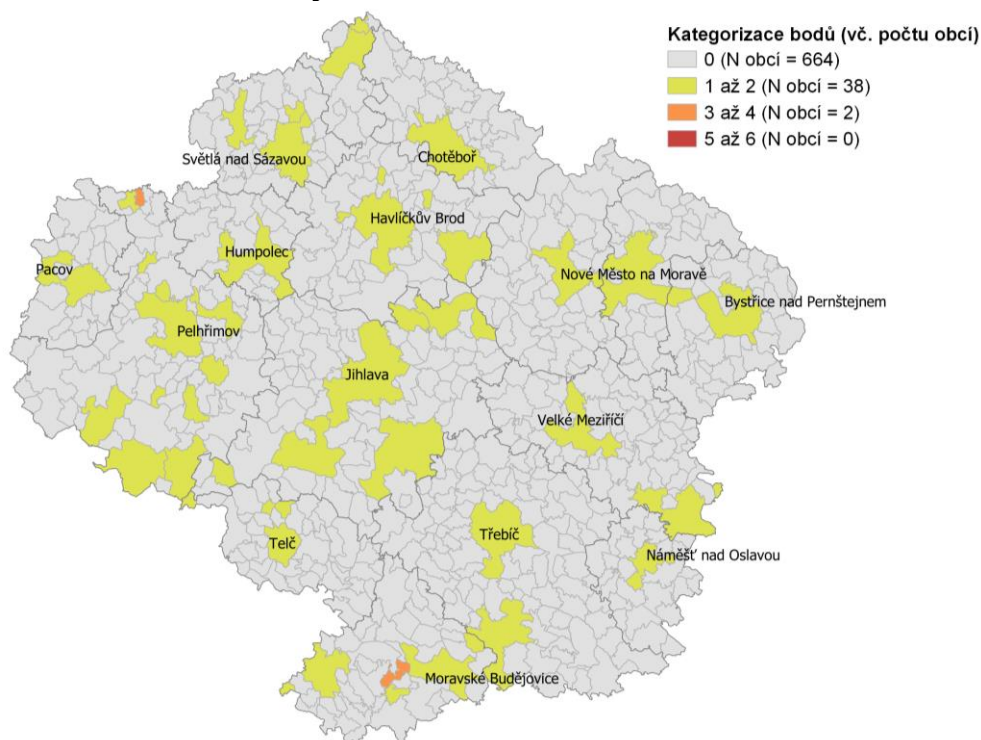 Kategorizace bodů (vč. počtu obcí)
0 (N obcí = 664)
1 až 2 (N obcí = 38)
3 až 4 (N obcí = 2)
5 až 6 (N obcí = 0)
Světlá nad Sázavou
Chotěboř
Havlíčkův Brod
Humpolec
Pacov
Nové Město na Moravě
Bystřice nad Pernštejnem
Pelhřimov
Jihlava
Velké Meziříčí
Třebíč
Telč
Náměšť nad Oslavou
Moravské Budějovice